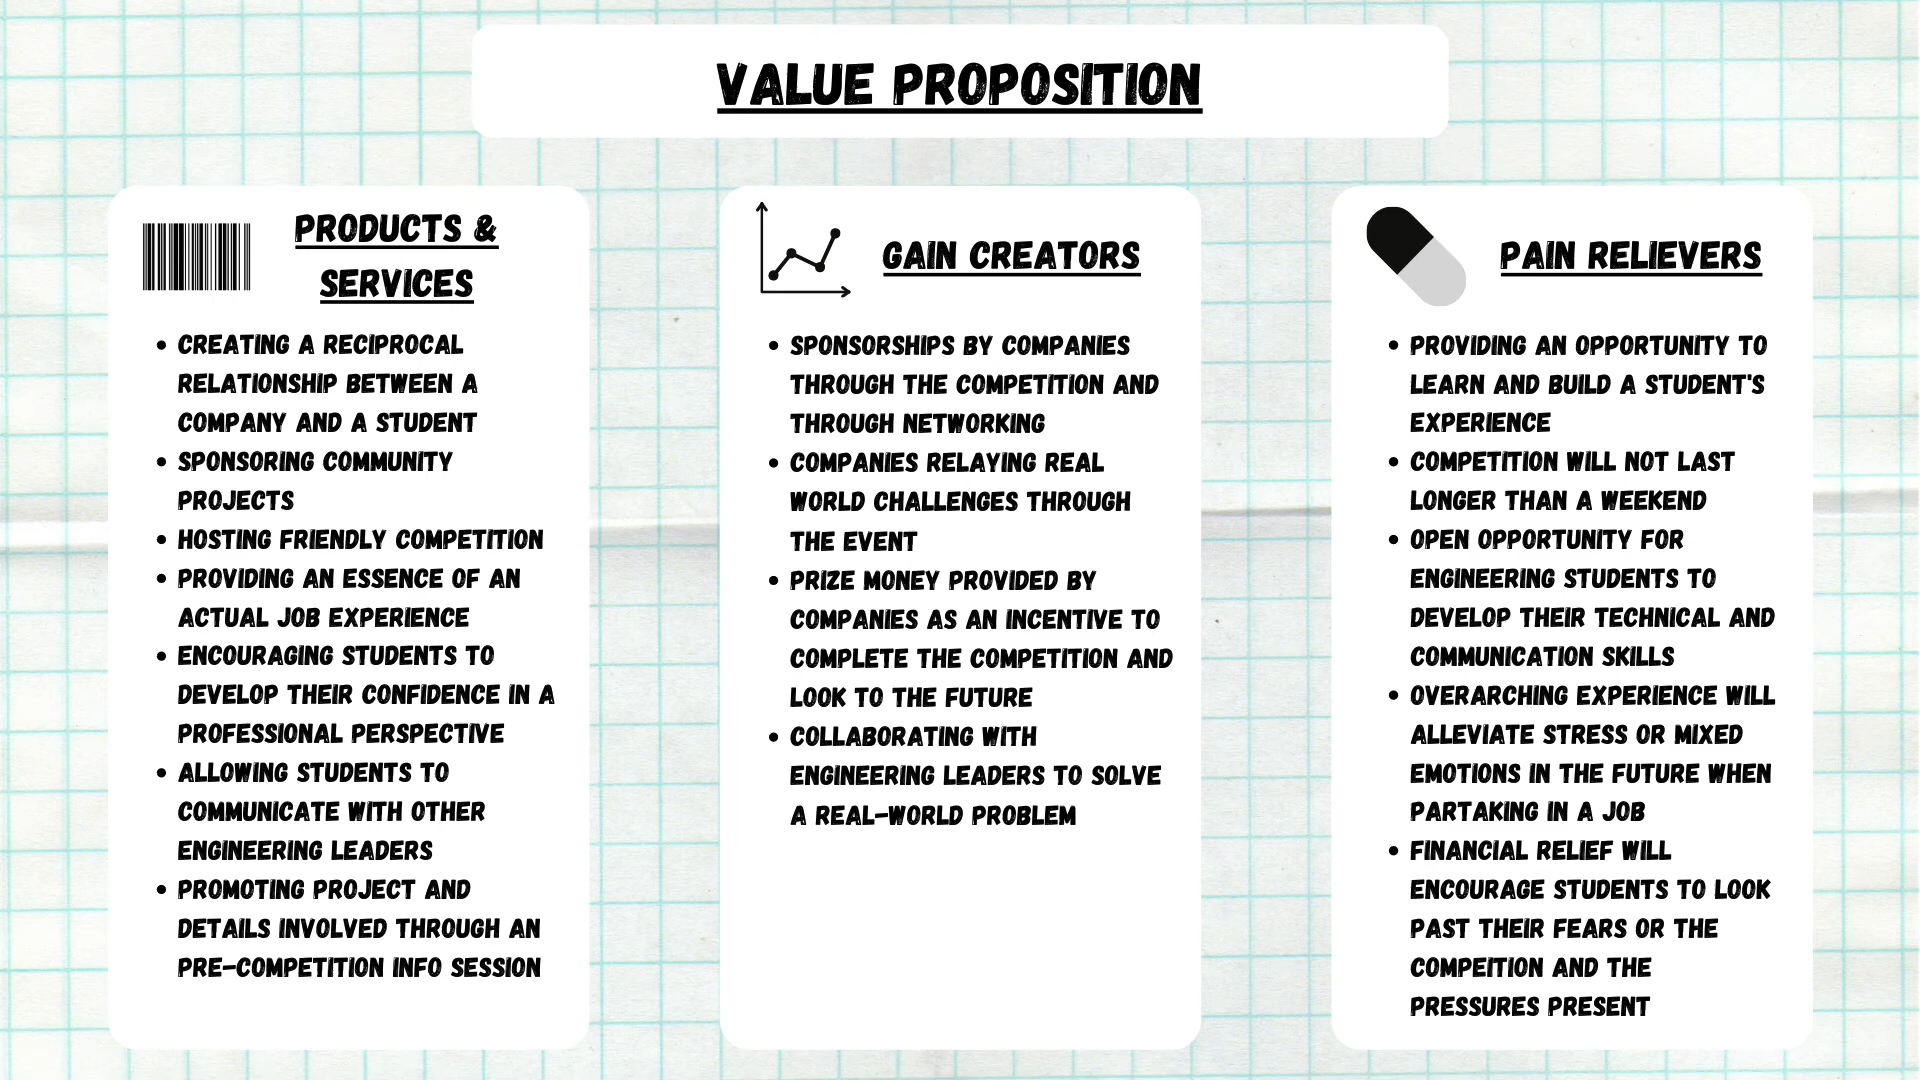 VALUE PROPOSITION
PRODUCTS &
SERVICES
• CREATING A RECIPROCAL
RELATIONSHIP BETWEEN A
COMPANY AND A STUDENT
• SPONSORING COMMUNITY
PROJECTS
• HOSTING FRIENDLY COMPETITION
• PROVIDING AN ESSENCE OF AN
ACTUAL JOB EXPERIENCE
• ENCOURAGING STUDENTS TO
DEVELOP THEIR CONFIDENCE IN A
PROFESSIONAL PERSPECTIVE
• ALLOWING STUDENTS TO
COMMUNICATE WITH OTHER
ENGINEERING LEADERS
• PROMOTING PROJECT AND
DETAILS INVOLVED THROUGH AN
PRE-COMPETITION INFO SESSION
GAIN CREATORS
• SPONSORSHIPS BY COMPANIES
THROUGH THE COMPETITION AND
THROUGH NETWORKING
• COMPANIES RELAYING REAL
WORLD CHALLENGES THROUGH
THE EVENT
• PRIZE MONEY PROVIDED BY
COMPANIES AS AN INCENTIVE TO
COMPLETE THE COMPETITION AND
LOOK TO THE FUTURE
• COLLABORATING WITH
ENGINEERING LEADERS TO SOLVE
A REAL-WORLD PROBLEM
PAIN RELIEVERS
• PROVIDING AN OPPORTUNITY TO
LEARN AND BUILD A STUDENT'S
EXPERIENCE
• COMPETITION WILL NOT LAST
LONGER THAN A WEEKEND
• OPEN OPPORTUNITY FOR
ENGINEERING STUDENTS TO
DEVELOP THEIR TECHNICAL AND
COMMUNICATION SKILLS
• OVERARCHING EXPERIENCE WILL
ALLEVIATE STRESS OR MIXED
EMOTIONS IN THE FUTURE WHEN
PARTAKING IN A JOB
• FINANCIAL RELIEF WILL
ENCOURAGE STUDENTS TO LOOK
PAST THEIR FEARS OR THE
COMPEITION AND THE
PRESSURES PRESENT